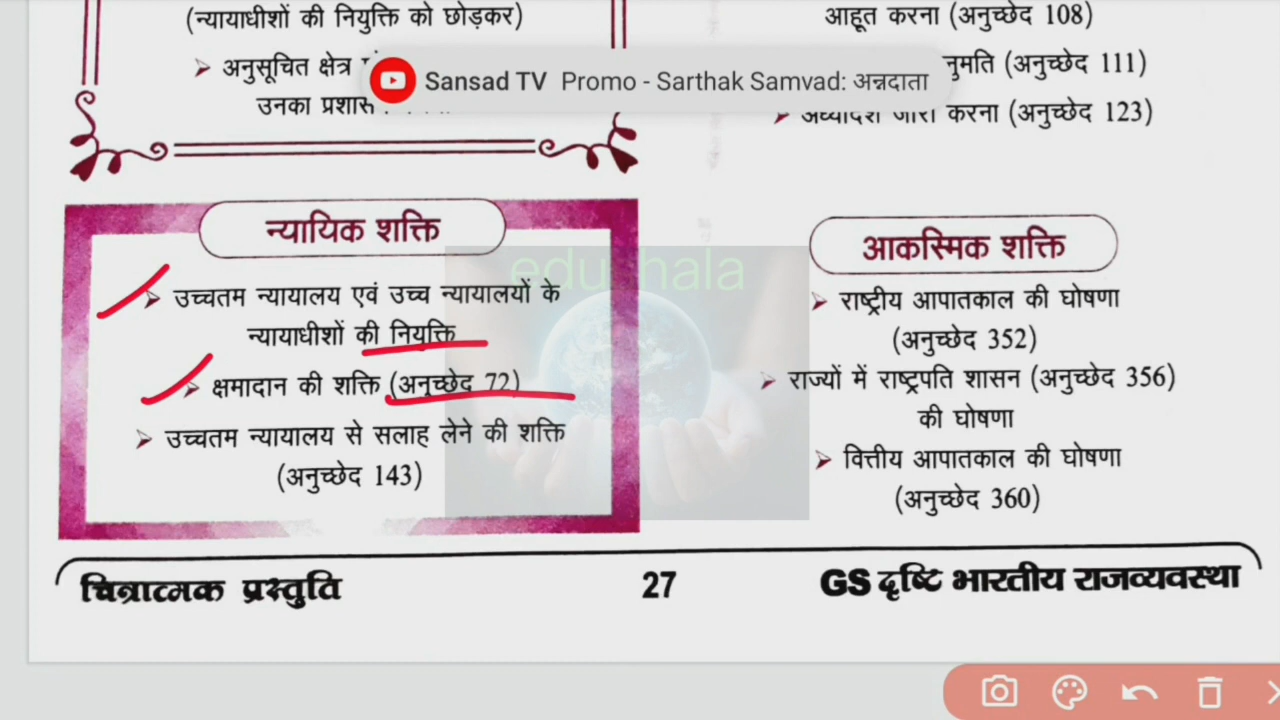 (न्यायाधीशों की नियुक्ति को छोड़कर)
➤ अनुसूचित क्षेत्र
उनका
आहूत करना (अनुच्छेद 108)
(अनुच्छेद 111)
➤ अध्यादेश जारी करना (अनुच्छेद 123)
Sansad TV Promo - Sarthak Samvad: अन्नदाता
न्यायिक शक्ति
➤ उच्चतम न्यायालय एवं उच्च न्यायालयों के
न्यायाधीशों की नियुक्ति
➤ क्षमादान की शक्ति (अनुच्छेद 72)
➤ उच्चतम न्यायालय से सलाह लेने की शक्ति
(अनुच्छेद 143)
आकस्मिक शक्ति
➤ राष्ट्रीय आपातकाल की घोषणा
(अनुच्छेद 352)
➤ राज्यों में राष्ट्रपति शासन (अनुच्छेद 356)
की घोषणा
➤ वित्तीय आपातकाल की घोषणा
(अनुच्छेद 360)
चित्रात्मक प्रस्तुति
27
GS दृष्टि भारतीय राजव्यवस्था